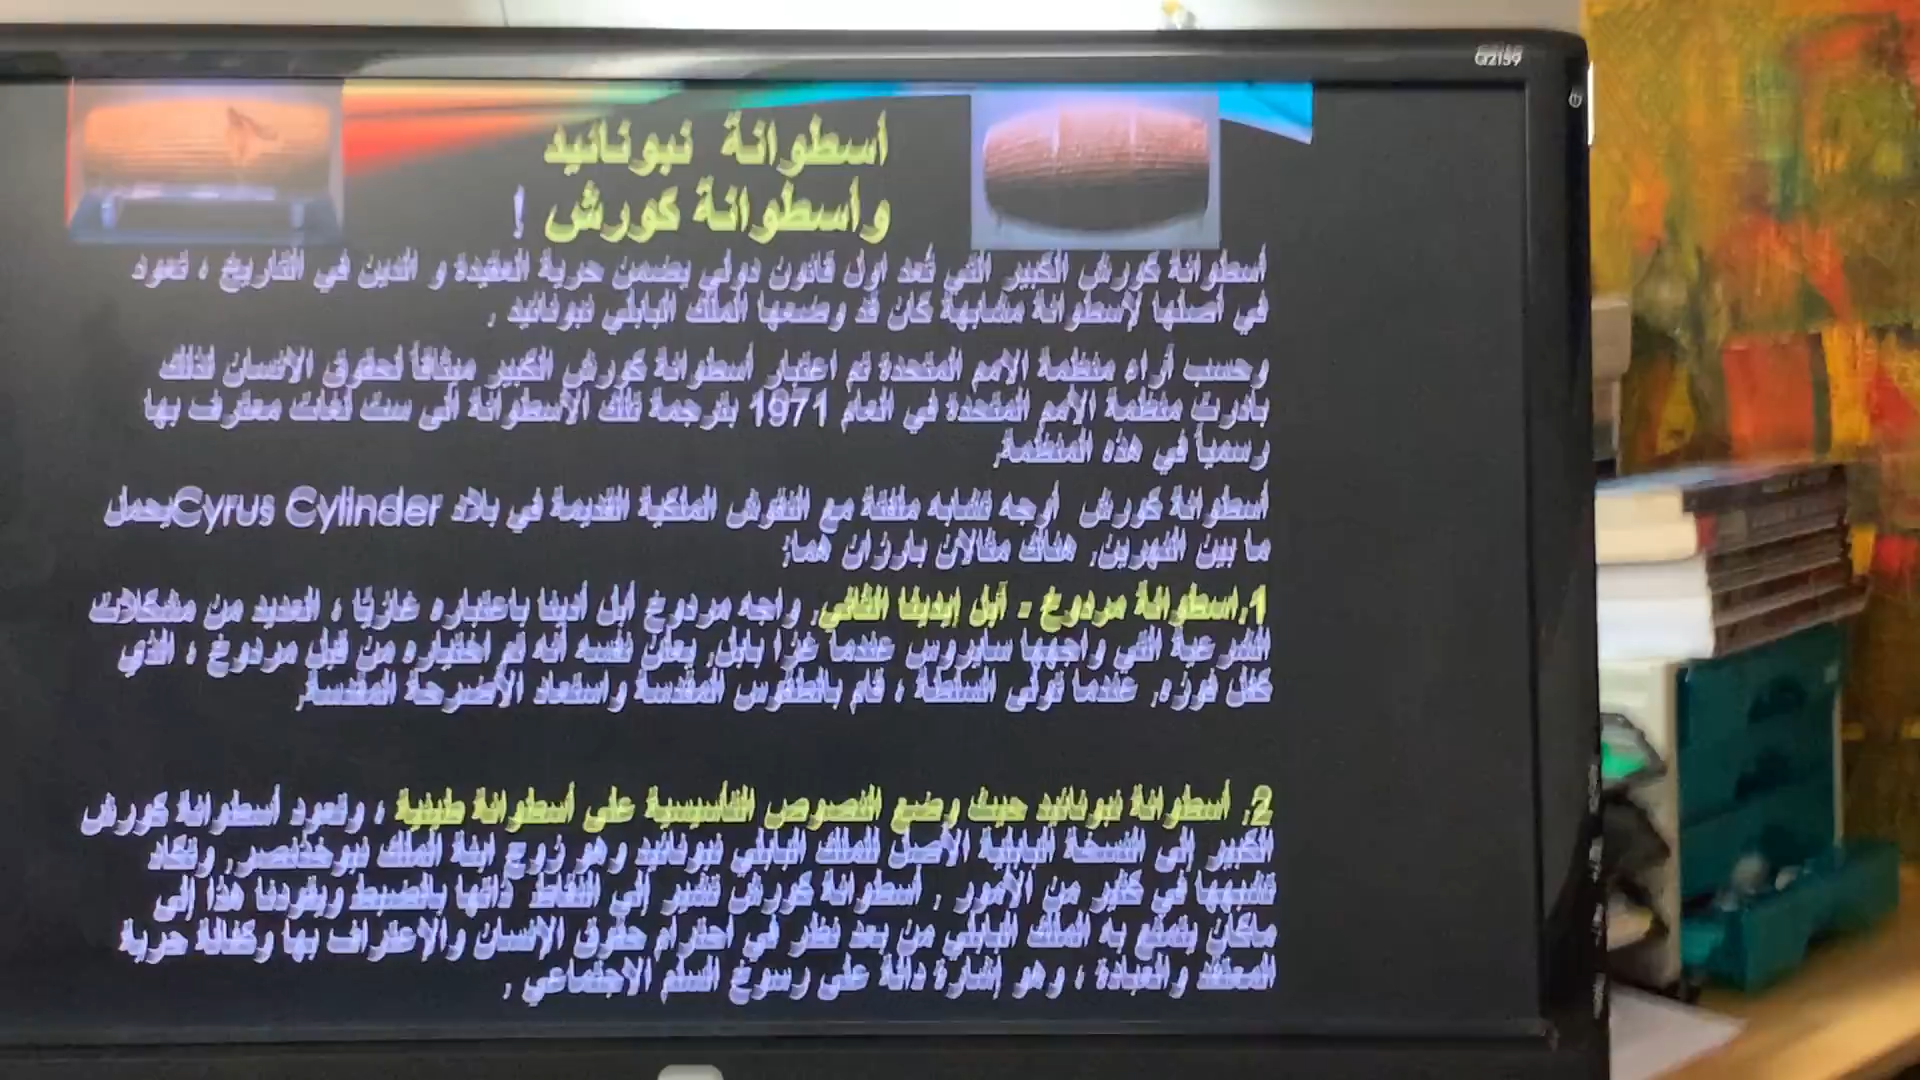 Q2159
أسطوانة نبونائيد
وأسطوانة كورش !
أسطوانة كورش الكبير التي تُعد اول قانون دولي يضمن حرية العقيدة و الدين في التاريخ ، تعود
في أصلها لأسطوانة مشابهة كان قد وضعها الملك البابلي نبونائيد .
وحسب أراء منظمة الامم المتحدة تم اعتبار أسطوانة كورش الكبير ميثاقاً لحقوق الانسان لذلك
بادرت منظمة الأمم المتحدة في العام 1971 بترجمة تلك الأسطوانة الى ست لغات معترف بها
رسمياً في هذه المنظمة.
أسطوانة كورش أوجه تشابه ملفتة مع النقوش الملكية القديمة في بلاد Cyrus Cylinder يحمل
ما بين النهرين. هناك مثالان بارزان هما:
1. اسطوانة مردوخ - أبل إيدينا الثاني. واجه مردوخ أبل أدينا باعتباره غازيًا ، العديد من مشكلات
الشرعية التي واجهها سايروس عندما غزا بابل. يعلن نفسه أنه تم اختياره من قبل مردوخ ، الذي
كفل فوزه. عندما تولى السلطة ، قام بالطقوس المقدسة واستعاد الأضرحة المقدسة.
2. أسطوانة نبونائيد حيث وضع النصوص التأسيسية على أسطوانة طينية ، وتعود أسطوانة كورش
الكبير إلى النسخة البابلية الأصل للملك البابلي نبونائيد وهو زوج ابنة الملك نبوخذنصر. وتكاد
تشبهها في كثير من الأمور . أسطوانة كورش تشير إلى النقاط ذاتها بالضبط ويقودنا هذا إلى
ماكان يتمتع به الملك البابلي من بعد نظر في احترام حقوق الإنسان والإعتراف بها وكفالة حرية
المعتقد والعبادة ، وهو إشارة دالة على رسوخ السلم الاجتماعي .